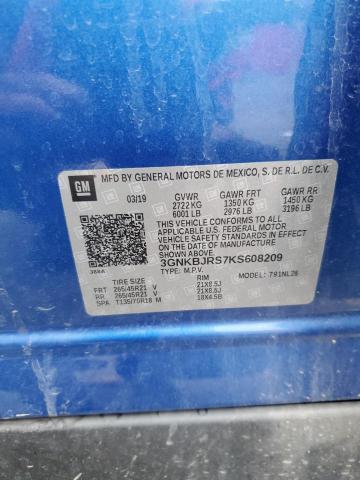 GM
MFD BY GENERAL MOTORS DE MEXICO, S. DE R.L. DE C.V.
03/19 GVWR GAWR FRT GAWR RR
2722 KG 1350 KG 1450 KG
6001 LB 2976 LB 3196 LB
THIS VEHICLE CONFORMS TO ALL
APPLICABLE U.S. FEDERAL MOTOR
VEHICLE SAFETY STANDARDS IN
EFFECT ON THE DATE OF MANUFACTURE
SHOWN ABOVE.
3GNKBJRS7KS608209
TYPE: M.P.V. MODEL:
TIRE SIZE RIM
FRT 265/45R21 V 21X8.5J
RR 265/45R21 V 21X8.5J
SPA T135/70R18 M 18X4.5B